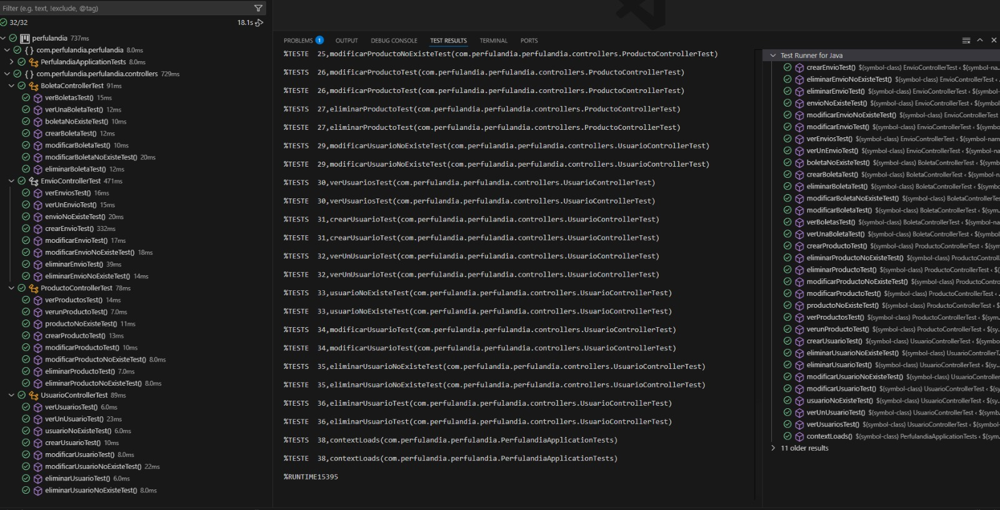 Filter (e.g. text, !exclude, @tag)
32/32
18.1s
perfulandia 737ms
{ } com.perfulandia.perfulandia 8.0ms
PerfulandiaApplicationTests 8.0ms
{ } com.perfulandia.perfulandia.controllers 729ms
BoletaControllerTest 91ms
verBoletasTest() 15ms
verUnaBoletaTest() 12ms
boletaNoExisteTest() 10ms
crearBoletaTest() 12ms
modificarBoletaTest() 10ms
modificarBoletaNoExisteTest() 20ms
eliminarBoletaTest() 12ms
EnvioControllerTest 471ms
verEnviosTest() 16ms
verUnEnvioTest() 15ms
envioNoExisteTest() 20ms
crearEnvioTest() 332ms
modificarEnvioTest() 17ms
modificarEnvioNoExisteTest() 18ms
eliminarEnvioTest() 39ms
eliminarEnvioNoExisteTest() 14ms
ProductoControllerTest 78ms
verProductosTest() 14ms
verunProductoTest() 7.0ms
productoNoExisteTest() 11ms
crearProductoTest() 13ms
modificarProductoTest() 10ms
modificarProductoNoExisteTest() 8.0ms
eliminarProductoTest() 7.0ms
eliminarProductoNoExisteTest() 8.0ms
UsuarioControllerTest 89ms
verUsuariosTest() 6.0ms
verUnUsuarioTest() 23ms
usuarioNoExisteTest() 6.0ms
crearUsuarioTest() 10ms
modificarUsuarioTest() 8.0ms
modificarUsuarioNoExisteTest() 22ms
eliminarUsuarioTest() 6.0ms
eliminarUsuarioNoExisteTest() 8.0ms
PROBLEMS 1 OUTPUT DEBUG CONSOLE TEST RESULTS TERMINAL PORTS
%TESTE 25,modificarProductoNoExisteTest(com.perfulandia.perfulandia.controllers.ProductoControllerTest)
%TESTS 26,modificarProductoTest(com.perfulandia.perfulandia.controllers.ProductoControllerTest)
%TESTE 26,modificarProductoTest(com.perfulandia.perfulandia.controllers.ProductoControllerTest)
%TESTS 27,eliminarProductoTest(com.perfulandia.perfulandia.controllers.ProductoControllerTest)
%TESTE 27,eliminarProductoTest(com.perfulandia.perfulandia.controllers.ProductoControllerTest)
%TESTS 29,modificarUsuarioNoExisteTest(com.perfulandia.perfulandia.controllers.UsuarioControllerTest)
%TESTE 29,modificarUsuarioNoExisteTest(com.perfulandia.perfulandia.controllers.UsuarioControllerTest)
%TESTS 30,verUsuariosTest(com.perfulandia.perfulandia.controllers.UsuarioControllerTest)
%TESTE 30,verUsuariosTest(com.perfulandia.perfulandia.controllers.UsuarioControllerTest)
%TESTS 31,crearUsuarioTest(com.perfulandia.perfulandia.controllers.UsuarioControllerTest)
%TESTE 31,crearUsuarioTest(com.perfulandia.perfulandia.controllers.UsuarioControllerTest)
%TESTS 32,verUnUsuarioTest(com.perfulandia.perfulandia.controllers.UsuarioControllerTest)
%TESTE 32,verUnUsuarioTest(com.perfulandia.perfulandia.controllers.UsuarioControllerTest)
%TESTS 33,usuarioNoExisteTest(com.perfulandia.perfulandia.controllers.UsuarioControllerTest)
%TESTE 33,usuarioNoExisteTest(com.perfulandia.perfulandia.controllers.UsuarioControllerTest)
%TESTS 34,modificarUsuarioTest(com.perfulandia.perfulandia.controllers.UsuarioControllerTest)
%TESTE 34,modificarUsuarioTest(com.perfulandia.perfulandia.controllers.UsuarioControllerTest)
%TESTS 35,eliminarUsuarioNoExisteTest(com.perfulandia.perfulandia.controllers.UsuarioControllerTest)
%TESTE 35,eliminarUsuarioNoExisteTest(com.perfulandia.perfulandia.controllers.UsuarioControllerTest)
%TESTS 36,eliminarUsuarioTest(com.perfulandia.perfulandia.controllers.UsuarioControllerTest)
%TESTE 36,eliminarUsuarioTest(com.perfulandia.perfulandia.controllers.UsuarioControllerTest)
%TESTS 38,contextLoads(com.perfulandia.perfulandia.PerfulandiaApplicationTests)
%TESTE 38,contextLoads(com.perfulandia.perfulandia.PerfulandiaApplicationTests)
%RUNTIME15395
Test Runner for Java
crearEnvioTest() $(symbol-class) EnvioControllerTest ‹ $(symbol-na...
eliminarEnvioNoExisteTest() $(symbol-class) EnvioControllerTest ‹ ...
eliminarEnvioTest() $(symbol-class) EnvioControllerTest ‹ $(symbol-...
envioNoExisteTest() $(symbol-class) EnvioControllerTest ‹ $(symbol-...
modificarEnvioNoExisteTest() $(symbol-class) EnvioControllerTest
modificarEnvioTest() $(symbol-class) EnvioControllerTest ‹ $(symbol...
verEnviosTest() $(symbol-class) EnvioControllerTest ‹ $(symbol-nam...
verUnEnvioTest() $(symbol-class) EnvioControllerTest ‹ $(symbol-na...
boletaNoExisteTest() $(symbol-class) BoletaControllerTest ‹ $(symb...
crearBoletaTest() $(symbol-class) BoletaControllerTest ‹ $(symbol-n...
eliminarBoletaTest() $(symbol-class) BoletaControllerTest ‹ $(symbo...
modificarBoletaNoExisteTest() $(symbol-class) BoletaControllerTes...
modificarBoletaTest() $(symbol-class) BoletaControllerTest ‹ $(sym...
verBoletasTest() $(symbol-class) BoletaControllerTest ‹ $(symbol-na...
verUnaBoletaTest() $(symbol-class) BoletaControllerTest ‹ $(symbol...
crearProductoTest() $(symbol-class) ProductoControllerTest ‹ $(sym...
eliminarProductoNoExisteTest() $(symbol-class) ProductoControll...
eliminarProductoTest() $(symbol-class) ProductoControllerTest ‹ $(s...
modificarProductoNoExisteTest() $(symbol-class) ProductoContro...
modificarProductoTest() $(symbol-class) ProductoControllerTest ‹ ...
productoNoExisteTest() $(symbol-class) ProductoControllerTest ‹ $...
verProductosTest() $(symbol-class) ProductoControllerTest ‹ $(sym...
verunProductoTest() $(symbol-class) ProductoControllerTest ‹ $(sy...
crearUsuarioTest() $(symbol-class) UsuarioControllerTest ‹ $(symbo...
eliminarUsuarioNoExisteTest() $(symbol-class) UsuarioControllerT...
eliminarUsuarioTest() $(symbol-class) UsuarioControllerTest ‹ $(sy...
modificarUsuarioNoExisteTest() $(symbol-class) UsuarioController
modificarUsuarioTest() $(symbol-class) UsuarioControllerTest ‹ $(sy...
usuarioNoExisteTest() $(symbol-class) UsuarioControllerTest ‹ $(sy...
verUnUsuarioTest() $(symbol-class) UsuarioControllerTest ‹ $(symb...
verUsuariosTest() $(symbol-class) UsuarioControllerTest ‹ $(symbol-...
contextLoads() $(symbol-class) PerfulandiaApplicationTests ‹ $(sym...
11 older results